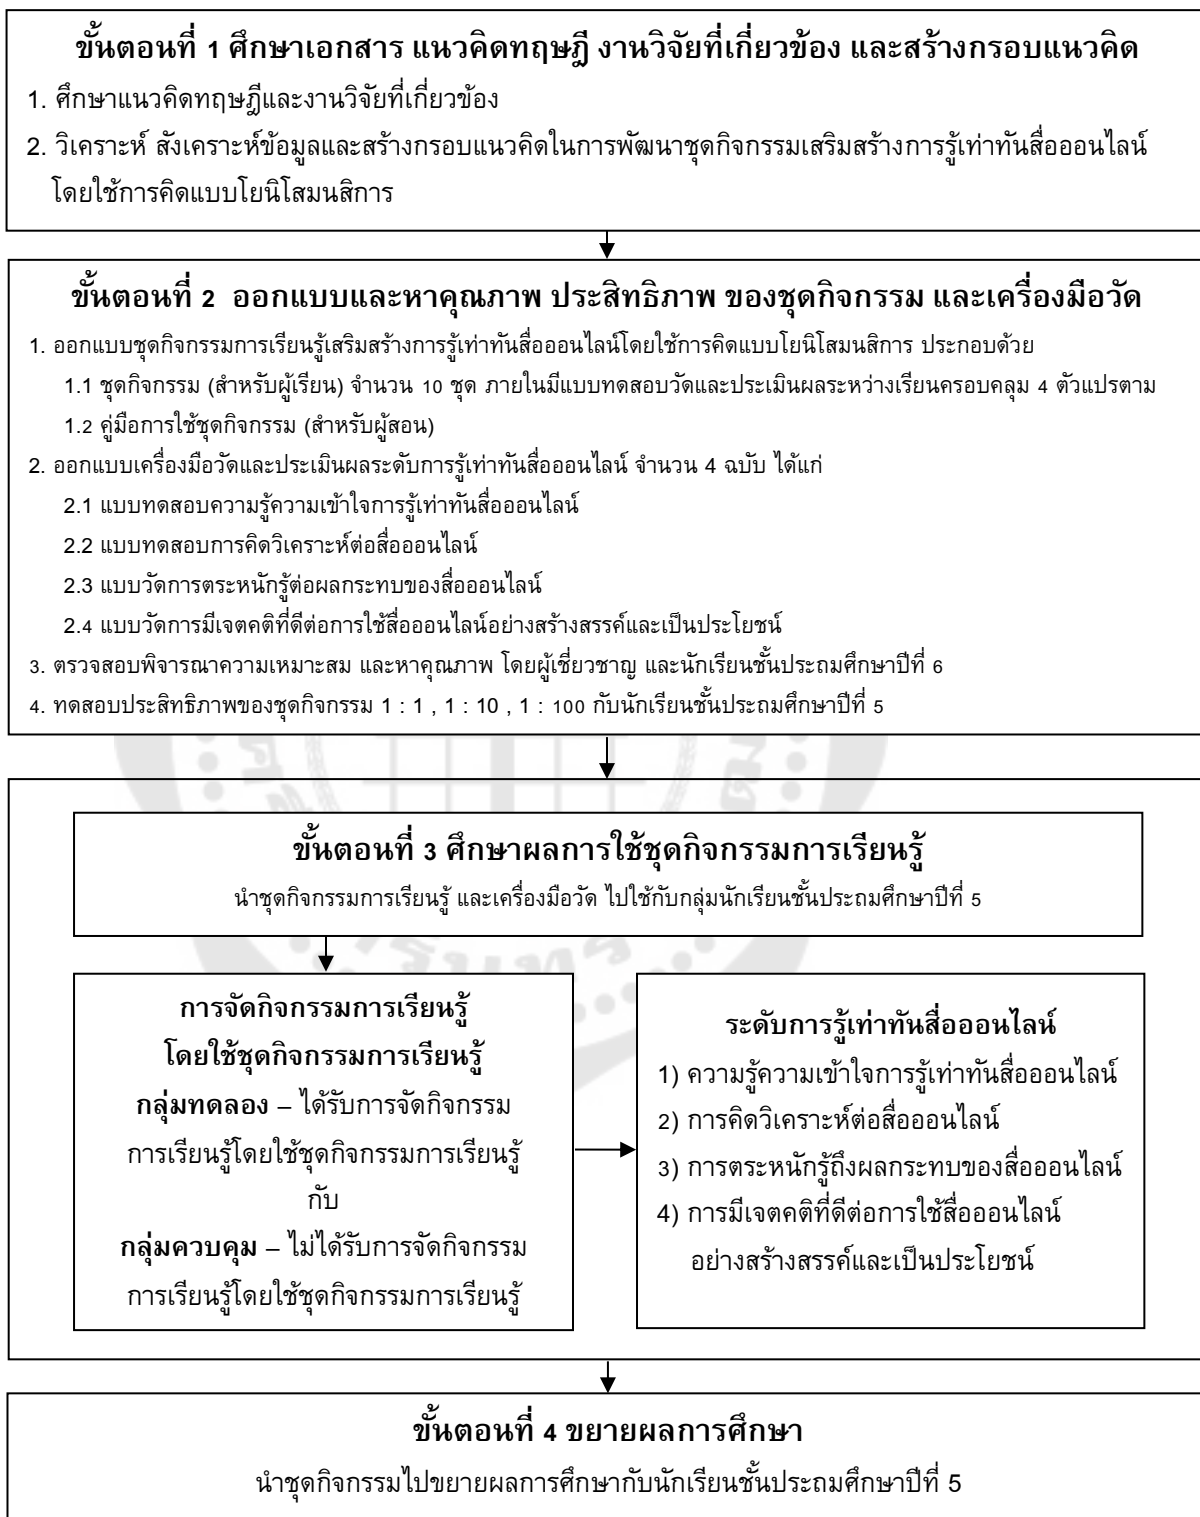 ขั้นตอนที่ 1 ศึกษาเอกสาร แนวคิดทฤษฎี งานวิจัยที่เกี่ยวข้อง และสร้างกรอบแนวคิด
1. ศึกษาแนวคิดทฤษฎีและงานวิจัยที่เกี่ยวข้อง
2. วิเคราะห์ สังเคราะห์ข้อมูลและสร้างกรอบแนวคิดในการพัฒนาชุดกิจกรรมเสริมสร้างการรู้เท่าทันสื่อออนไลน์
โดยใช้การคิดแบบโยนิโสมนสิการ
ขั้นตอนที่ 2 ออกแบบและหาคุณภาพ ประสิทธิภาพ ของชุดกิจกรรม และเครื่องมือวัด
1. ออกแบบชุดกิจกรรมการเรียนรู้เสริมสร้างการรู้เท่าทันสื่อออนไลน์โดยใช้การคิดแบบโยนิโสมนสิการ ประกอบด้วย
1.1 ชุดกิจกรรม (สำหรับผู้เรียน) จำนวน 10 ชุด ภายในมีแบบทดสอบวัดและประเมินผลระหว่างเรียนครอบคลุม 4 ตัวแปรตาม
1.2 คู่มือการใช้ชุดกิจกรรม (สำหรับผู้สอน)
2. ออกแบบเครื่องมือวัดและประเมินผลระดับการรู้เท่าทันสื่อออนไลน์ จำนวน 4 ฉบับ ได้แก่
2.1 แบบทดสอบความรู้ความเข้าใจการรู้เท่าทันสื่อออนไลน์
2.2 แบบทดสอบการคิดวิเคราะห์ต่อสื่อออนไลน์
2.3 แบบวัดการตระหนักรู้ต่อผลกระทบของสื่อออนไลน์
2.4 แบบวัดการมีเจตคติที่ดีต่อการใช้สื่อออนไลน์อย่างสร้างสรรค์และเป็นประโยชน์
3. ตรวจสอบพิจารณาความเหมาะสม และหาคุณภาพ โดยผู้เชี่ยวชาญ และนักเรียนชั้นประถมศึกษาปีที่ 6
4. ทดสอบประสิทธิภาพของชุดกิจกรรม 1 : 1 , 1 : 10 , 1 : 100 กับนักเรียนชั้นประถมศึกษาปีที่ 5
ขั้นตอนที่ 3 ศึกษาผลการใช้ชุดกิจกรรมการเรียนรู้
นำชุดกิจกรรมการเรียนรู้ และเครื่องมือวัด ไปใช้กับกลุ่มนักเรียนชั้นประถมศึกษาปีที่ 5
การจัดกิจกรรมการเรียนรู้
โดยใช้ชุดกิจกรรมการเรียนรู้
กลุ่มทดลอง – ได้รับการจัดกิจกรรม
การเรียนรู้โดยใช้ชุดกิจกรรมการเรียนรู้
กับ
กลุ่มควบคุม – ไม่ได้รับการจัดกิจกรรม
การเรียนรู้โดยใช้ชุดกิจกรรมการเรียนรู้
ระดับการรู้เท่าทันสื่อออนไลน์
1) ความรู้ความเข้าใจการรู้เท่าทันสื่อออนไลน์
2) การคิดวิเคราะห์ต่อสื่อออนไลน์
3) การตระหนักรู้ถึงผลกระทบของสื่อออนไลน์
4) การมีเจตคติที่ดีต่อการใช้สื่อออนไลน์
อย่างสร้างสรรค์และเป็นประโยชน์
ขั้นตอนที่ 4 ขยายผลการศึกษา
นำชุดกิจกรรมไปขยายผลการศึกษากับนักเรียนชั้นประถมศึกษาปีที่ 5